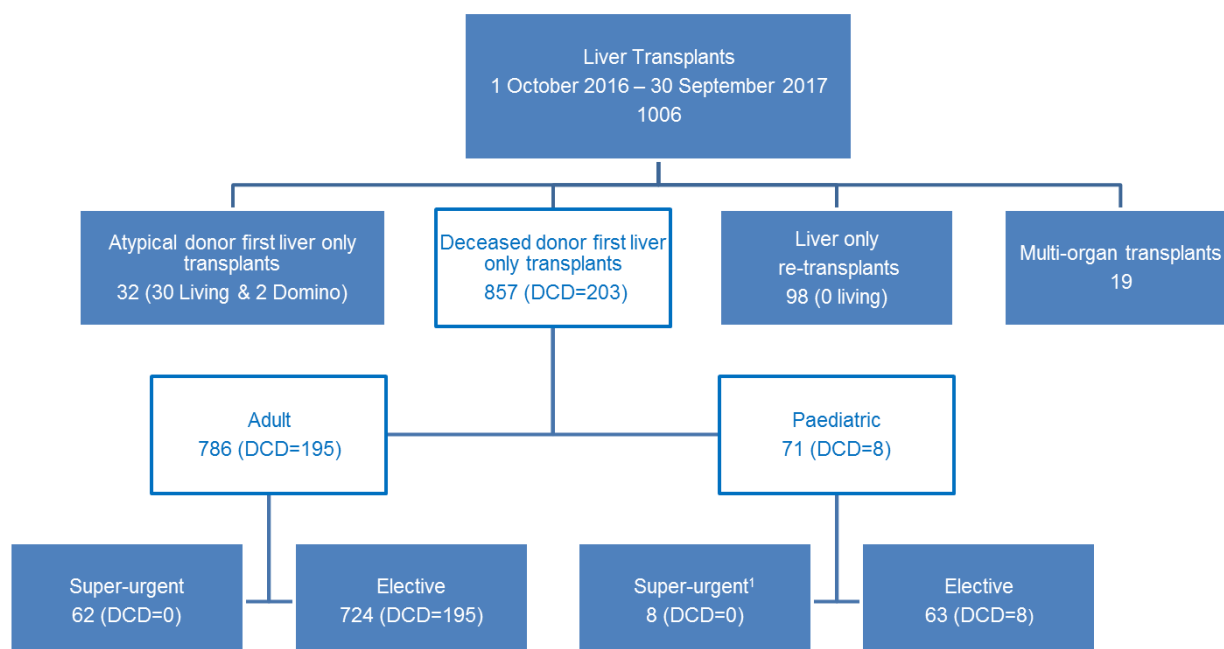 Liver Transplants
1 October 2016 – 30 September 2017
1006
Atypical donor first liver only
transplants
32 (30 Living & 2 Domino)
Deceased donor first liver
only transplants
857 (DCD=203)
Liver only
re-transplants
98 (0 living)
Multi-organ transplants
19
Adult
786 (DCD=195)
Paediatric
71 (DCD=8)
Super-urgent
62 (DCD=0)
Elective
724 (DCD=195)
Super-urgent¹
8 (DCD=0)
Elective
63 (DCD=8)